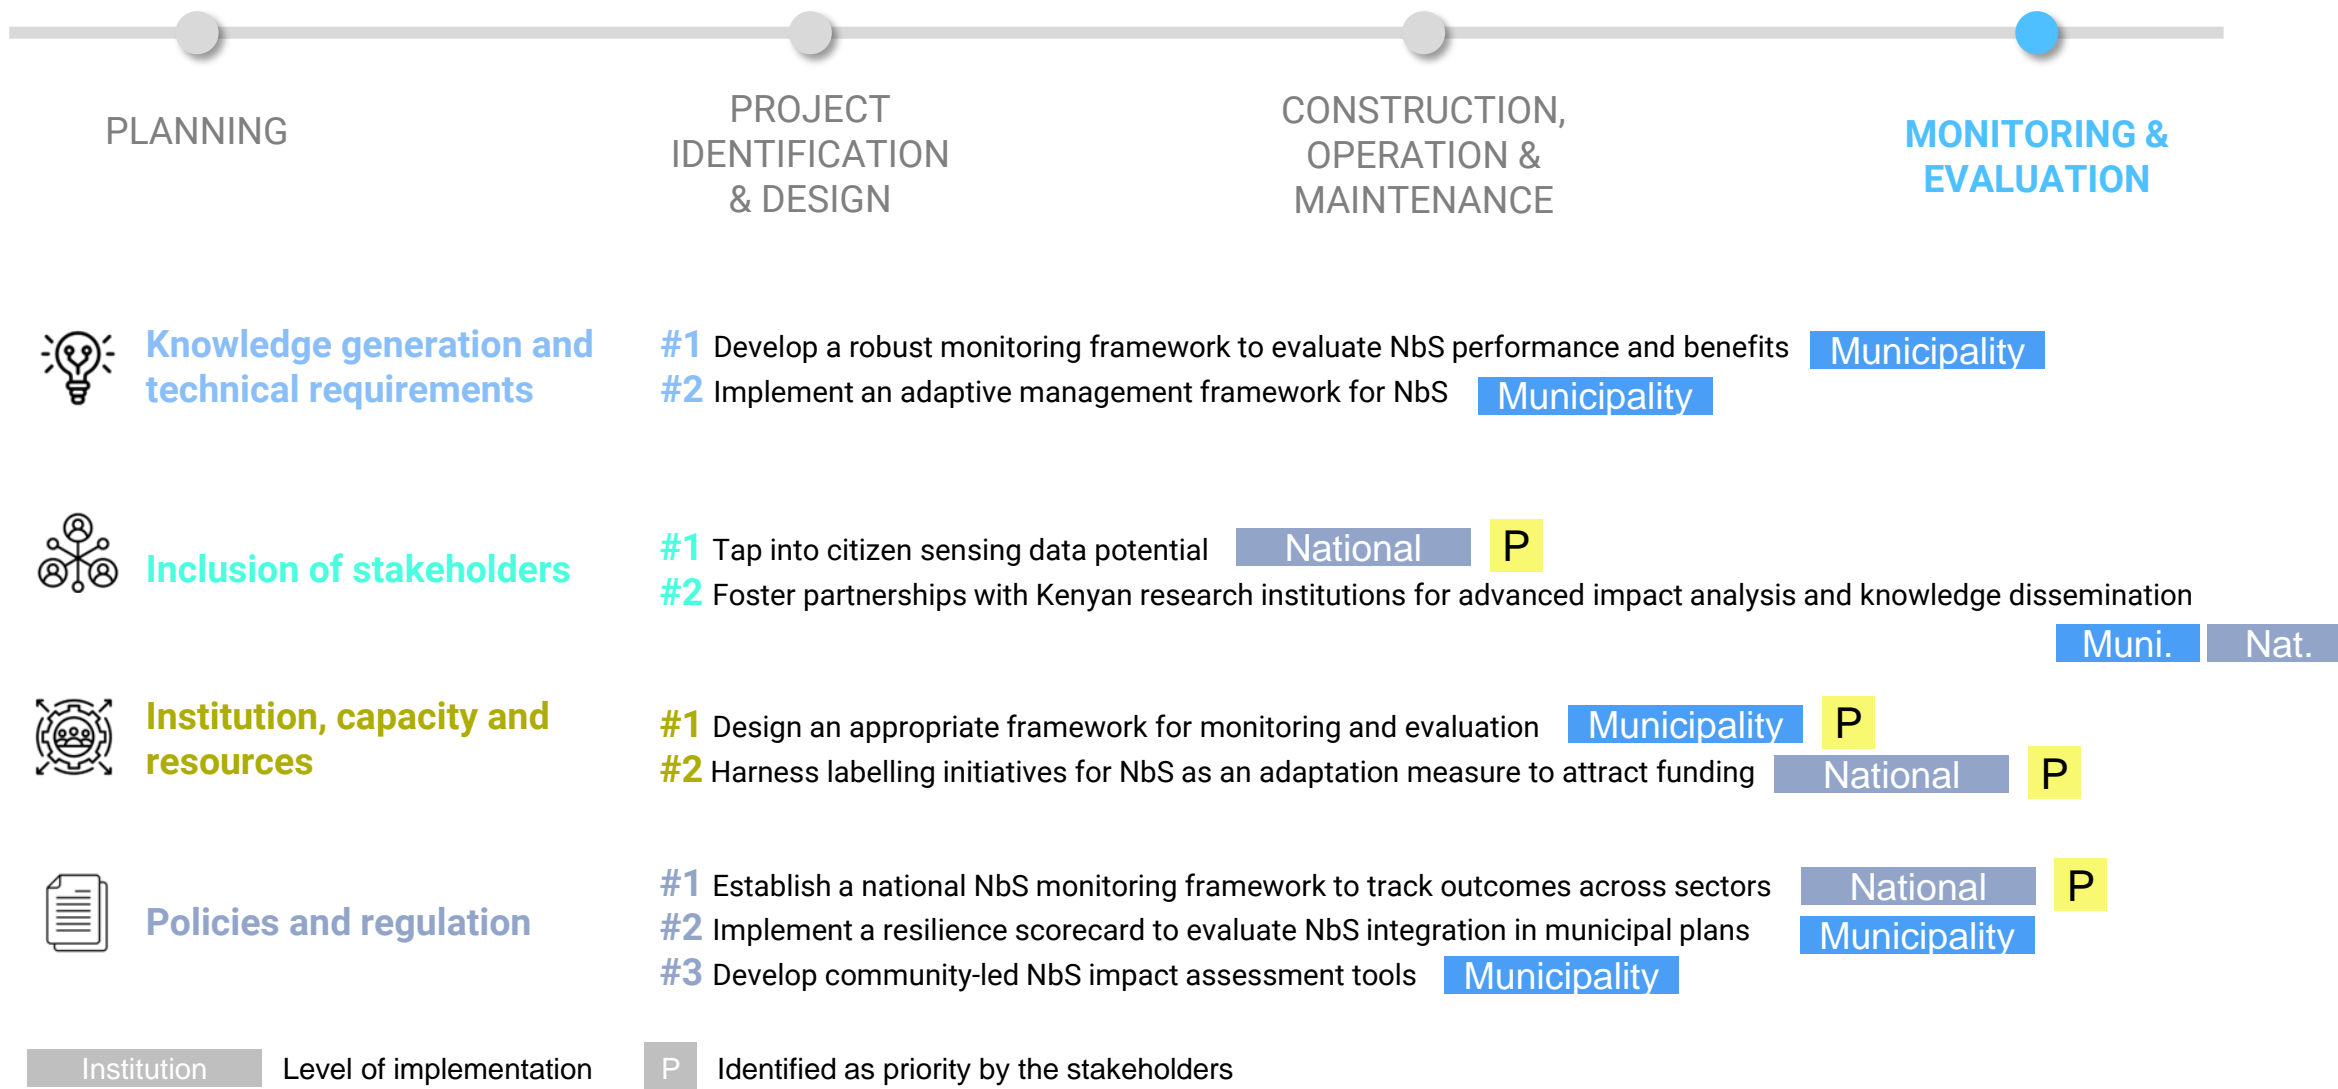 PLANNING
PROJECT
IDENTIFICATION
& DESIGN
CONSTRUCTION,
OPERATION &
MAINTENANCE
MONITORING &
EVALUATION
Knowledge generation and
technical requirements
#1 Develop a robust monitoring framework to evaluate NbS performance and benefits Municipality
#2 Implement an adaptive management framework for NbS Municipality
Inclusion of stakeholders
#1 Tap into citizen sensing data potential National P
#2 Foster partnerships with Kenyan research institutions for advanced impact analysis and knowledge dissemination
Muni. Nat.
Institution, capacity and
resources
#1 Design an appropriate framework for monitoring and evaluation Municipality P
#2 Harness labelling initiatives for NbS as an adaptation measure to attract funding National P
Policies and regulation
#1 Establish a national NbS monitoring framework to track outcomes across sectors National P
#2 Implement a resilience scorecard to evaluate NbS integration in municipal plans Municipality
#3 Develop community-led NbS impact assessment tools Municipality
Institution Level of implementation P Identified as priority by the stakeholders